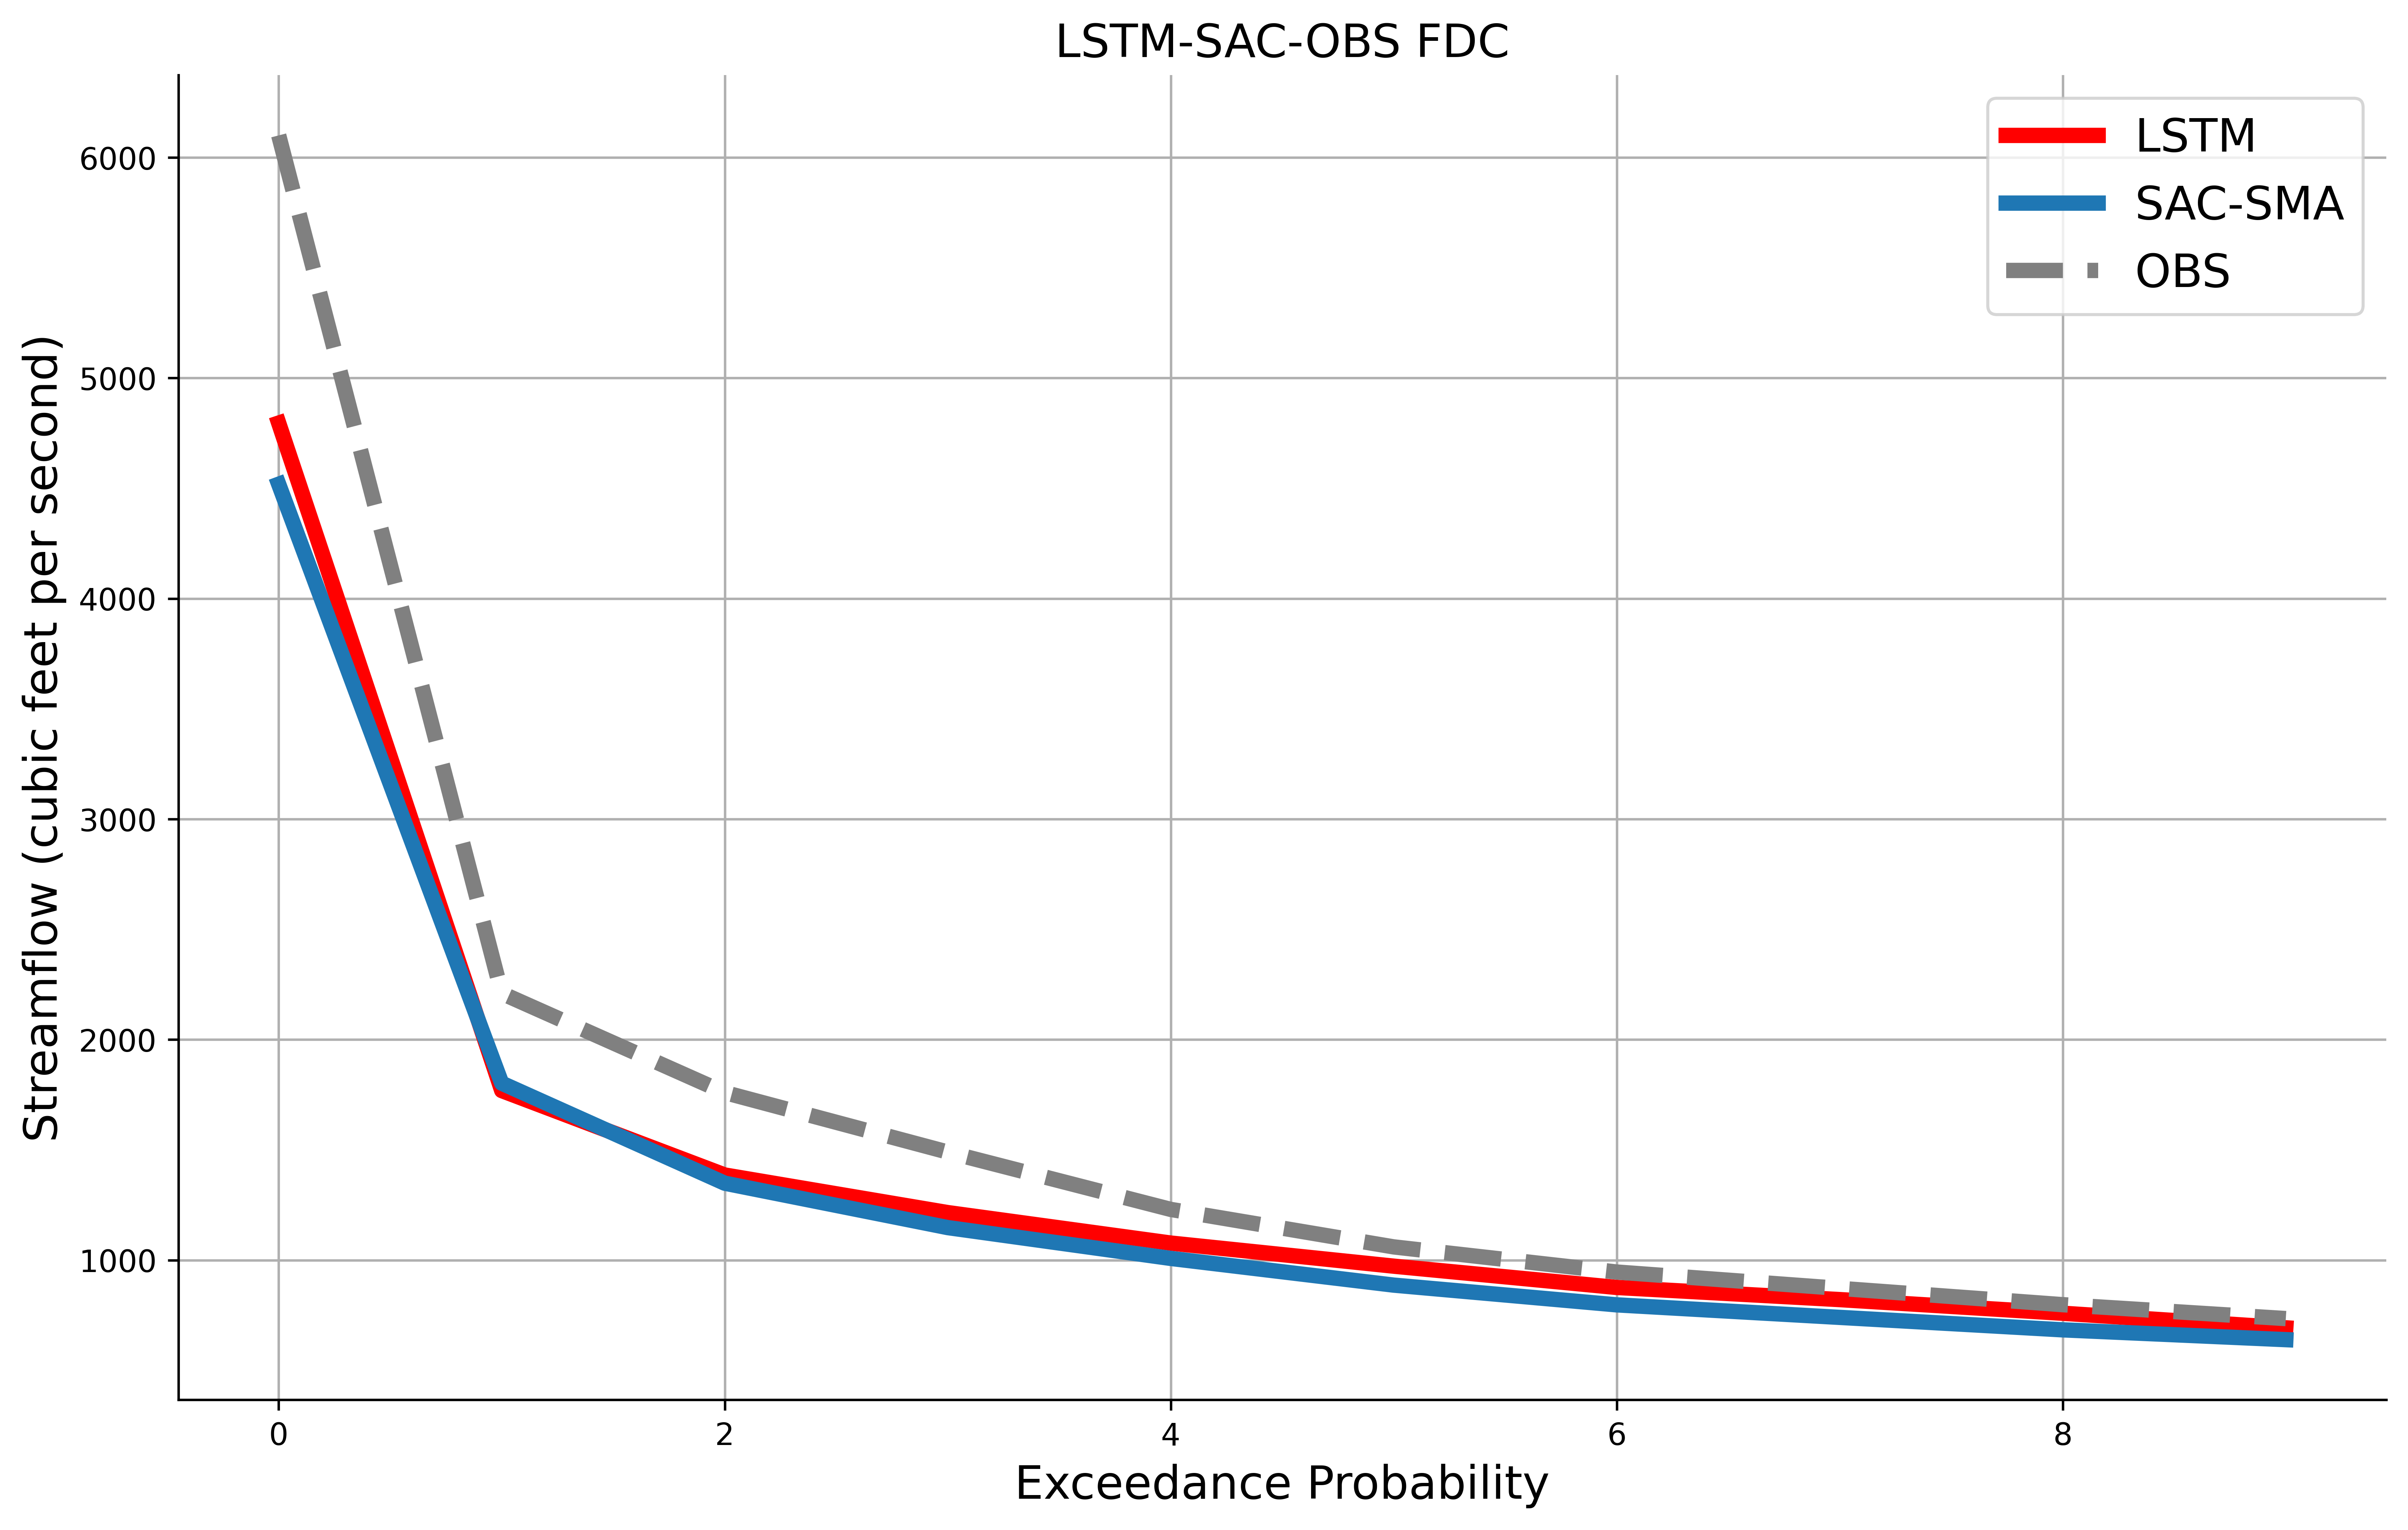 LSTM-SAC-OBS FDC
LSTM
SAC-SMA
OBS
Streamflow (cubic feet per second)
6000
5000
4000
3000
2000
1000
0 2 4 6 8
Exceedance Probability